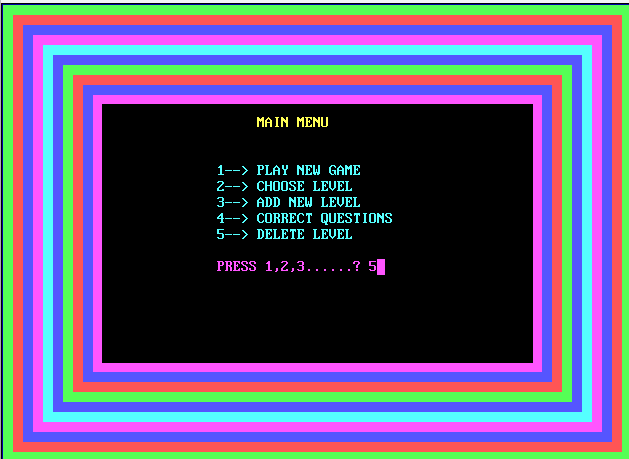 MAIN MENU
1--> PLAY NEW GAME
2--> CHOOSE LEVEL
3--> ADD NEW LEVEL
4--> CORRECT QUESTIONS
5--> DELETE LEVEL
PRESS 1,2,3......? 5